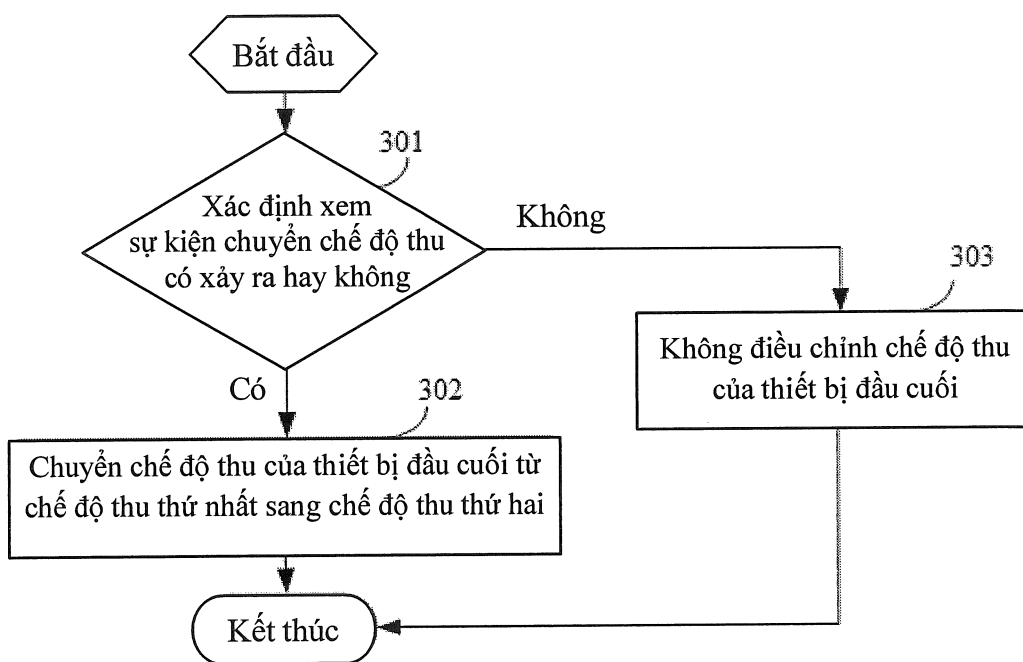 Bắt đầu
301
Xác định xem
sự kiện chuyển chế độ thu
có xảy ra hay không
Không
303
Không điều chỉnh chế độ thu
của thiết bị đầu cuối
Có
302
Chuyển chế độ thu của thiết bị đầu cuối từ
chế độ thu thứ nhất sang chế độ thu thứ hai
Kết thúc